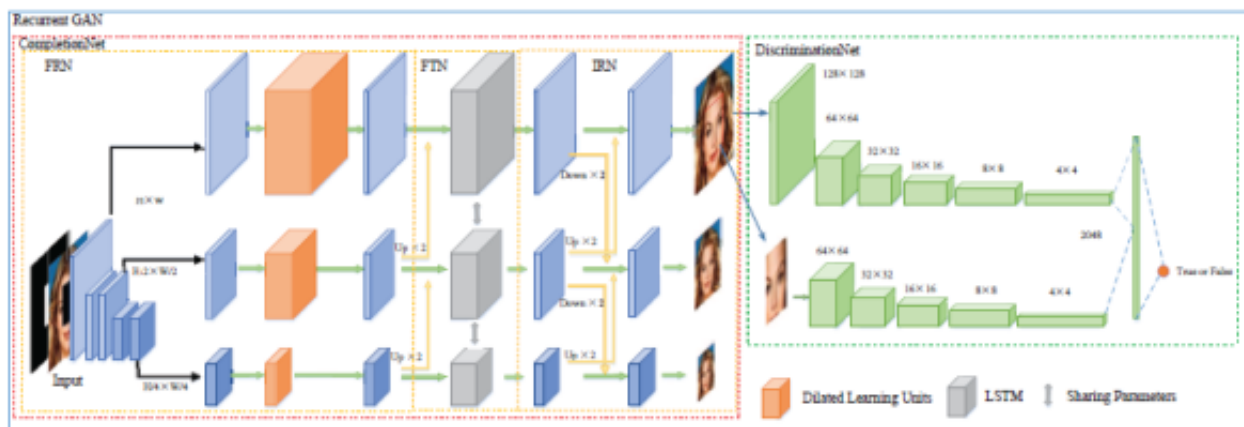 Recurrent GAN
CompletionNet
DiscriminationNet
FRN
FTN
IRN
128×128
64×64
32×32
16×16
8×8
4×4
Down ×2
H×W
2048
Up ×2
Up ×2
64×64
32×32
16×16
8×8
4×4
H/2×W/2
True or False
Down ×2
Up ×2
Up ×2
Input
H/4×W/4
Dilated Learning Units
LSTM
Sharing Parameters